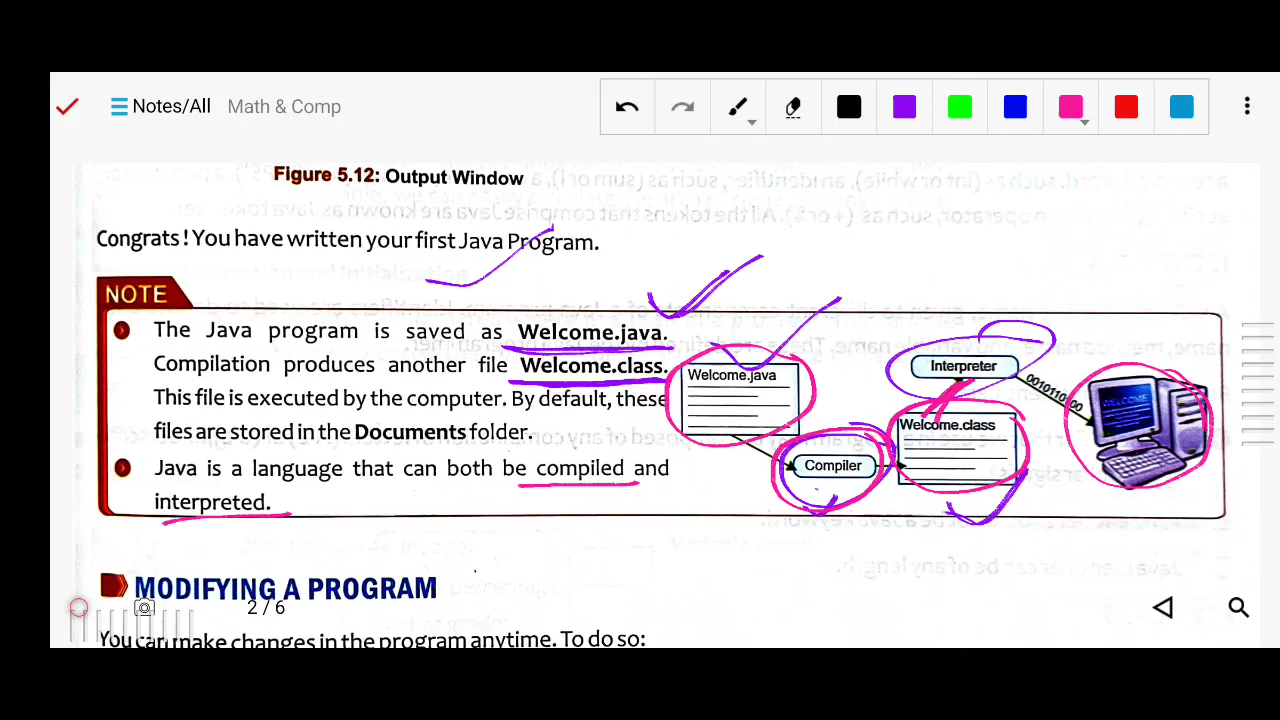 Notes/All Math & Comp
Figure 5.12: Output Window
Congrats! You have written your first Java Program.
NOTE
The Java program is saved as Welcome.java.
Compilation produces another file Welcome.class.
This file is executed by the computer. By default, these
files are stored in the Documents folder.
Java is a language that can both be compiled and
interpreted.
Welcome.java
Compiler
Welcome.class
Interpreter
0010110-00
WELCOME
MODIFYING A PROGRAM
2 / 6
You can make changes in the program anytime. To do so: